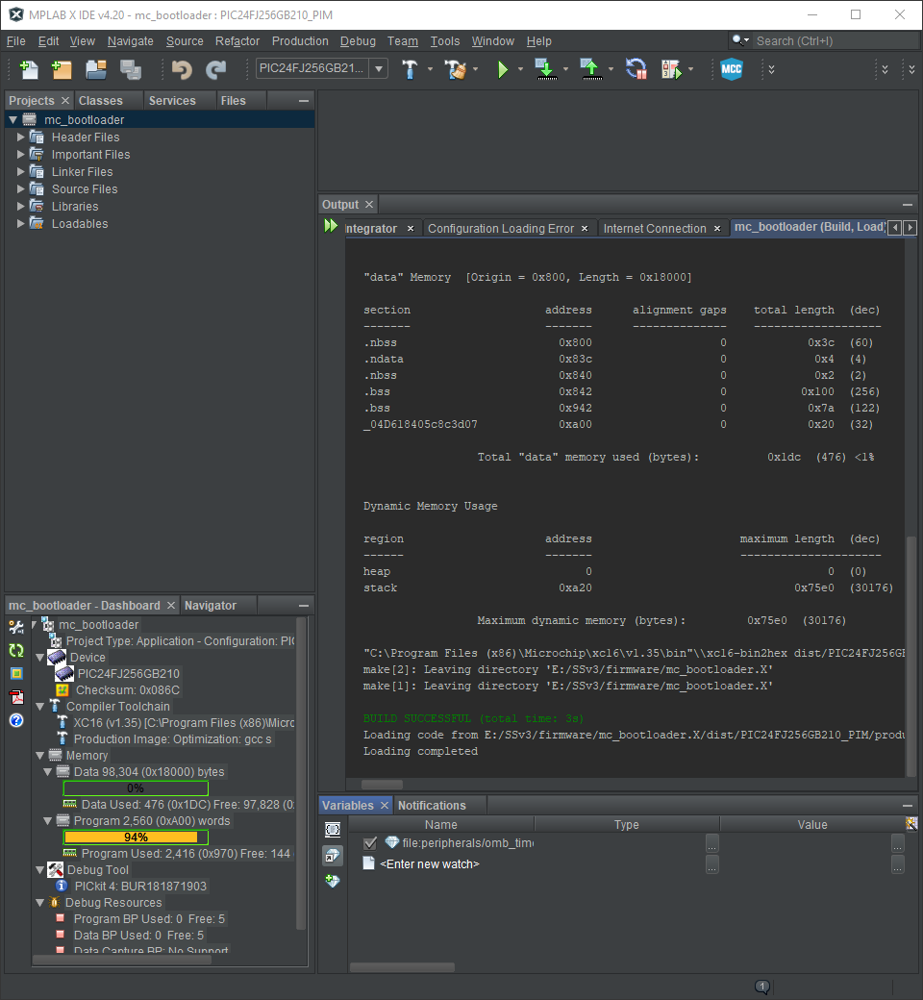 MPLAB X IDE v4.20 - mc_bootloader : PIC24FJ256GB210_PIM
File Edit View Navigate Source Refactor Production Debug Team Tools Window Help
Search (Ctrl+I)
PIC24FJ256GB21...
MCC
Projects Classes Services Files
mc_bootloader
Header Files
Important Files
Linker Files
Source Files
Libraries
Loadables
Output
ntegrator Configuration Loading Error Internet Connection mc_bootloader (Build, Load)
"data" Memory [Origin = 0x800, Length = 0x18000]
section address alignment gaps total length (dec)
------- ------- -------------- -------------------
.nbss 0x800 0 0x3c (60)
.ndata 0x83c 0 0x4 (4)
.nbss 0x840 0 0x2 (2)
.bss 0x842 0 0x100 (256)
.bss 0x942 0 0x7a (122)
_04D618405c8c3d07 0xa00 0 0x20 (32)
Total "data" memory used (bytes): 0x1dc (476) <1%
Dynamic Memory Usage
region address maximum length (dec)
------ ------- ---------------------
heap 0 0 (0)
stack 0xa20 0x75e0 (30176)
Maximum dynamic memory (bytes): 0x75e0 (30176)
"C:\Program Files (x86)\Microchip\xc16\v1.35\bin"\\xc16-bin2hex dist/PIC24FJ256GB
make[2]: Leaving directory 'E:/SSv3/firmware/mc_bootloader.X'
make[1]: Leaving directory 'E:/SSv3/firmware/mc_bootloader.X'
BUILD SUCCESSFUL (total time: 3s)
Loading code from E:/SSv3/firmware/mc_bootloader.X/dist/PIC24FJ256GB210_PIM/produ
Loading completed
mc_bootloader - Dashboard Navigator
mc_bootloader
Project Type: Application - Configuration: PIC
Device
PIC24FJ256GB210
Checksum: 0x086C
Compiler Toolchain
XC16 (v1.35) [C:\Program Files (x86)\Micro
Production Image: Optimization: gcc s
Memory
Data 98,304 (0x18000) bytes
0%
Data Used: 476 (0x1DC) Free: 97,828 (0
Program 2,560 (0xA00) words
94%
Program Used: 2,416 (0x970) Free: 144
Debug Tool
PICkit 4: BUR181871903
Debug Resources
Program BP Used: 0 Free: 5
Data BP Used: 0 Free: 5
Data Capture BP: No Support
Variables Notifications
Name Type Value
file:peripherals/omb_time
...
...
<Enter new watch>
...
...
1